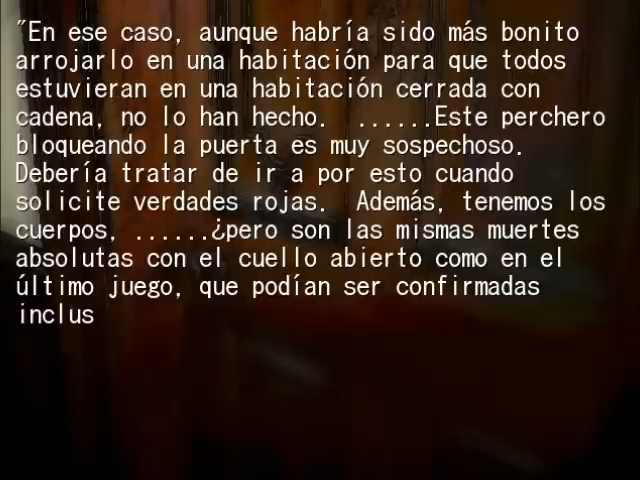 "En ese caso, aunque habría sido más bonito
arrojarlo en una habitación para que todos
estuvieran en una habitación cerrada con
cadena, no lo han hecho.  ......Este perchero
bloqueando la puerta es muy sospechoso.
Debería tratar de ir a por esto cuando
solicite verdades rojas.  Además, tenemos los
cuerpos, ......¿pero son las mismas muertes
absolutas con el cuello abierto como en el
último juego, que podían ser confirmadas
inclus